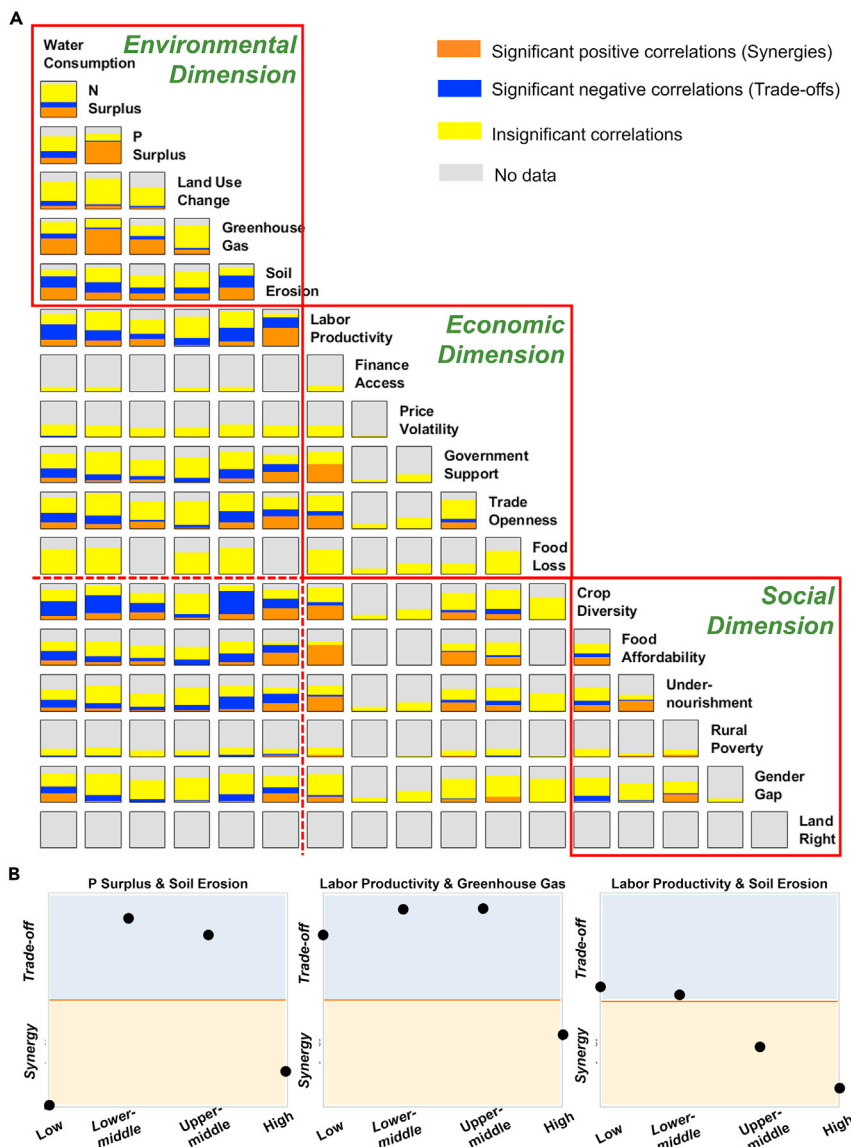 A
Water
Consumption
Environmental
Dimension
Significant positive correlations (Synergies)
Significant negative correlations (Trade-offs)
Insignificant correlations
No data
N
Surplus
P
Surplus
Land Use
Change
Greenhouse
Gas
Soil
Erosion
Labor
Productivity
Economic
Dimension
Finance
Access
Price
Volatility
Government
Support
Trade
Openness
Food
Loss
Crop
Diversity
Social
Dimension
Food
Affordability
Under-
nourishment
Rural
Poverty
Gender
Gap
Land
Right
B
P Surplus & Soil Erosion
Labor Productivity & Greenhouse Gas
Labor Productivity & Soil Erosion
Trade-off
Synergy
Low
Lower-
middle
Upper-
middle
High
Trade-off
Synergy
Low
Lower-
middle
Upper-
middle
High
Trade-off
Synergy
Low
Lower-
middle
Upper-
middle
High